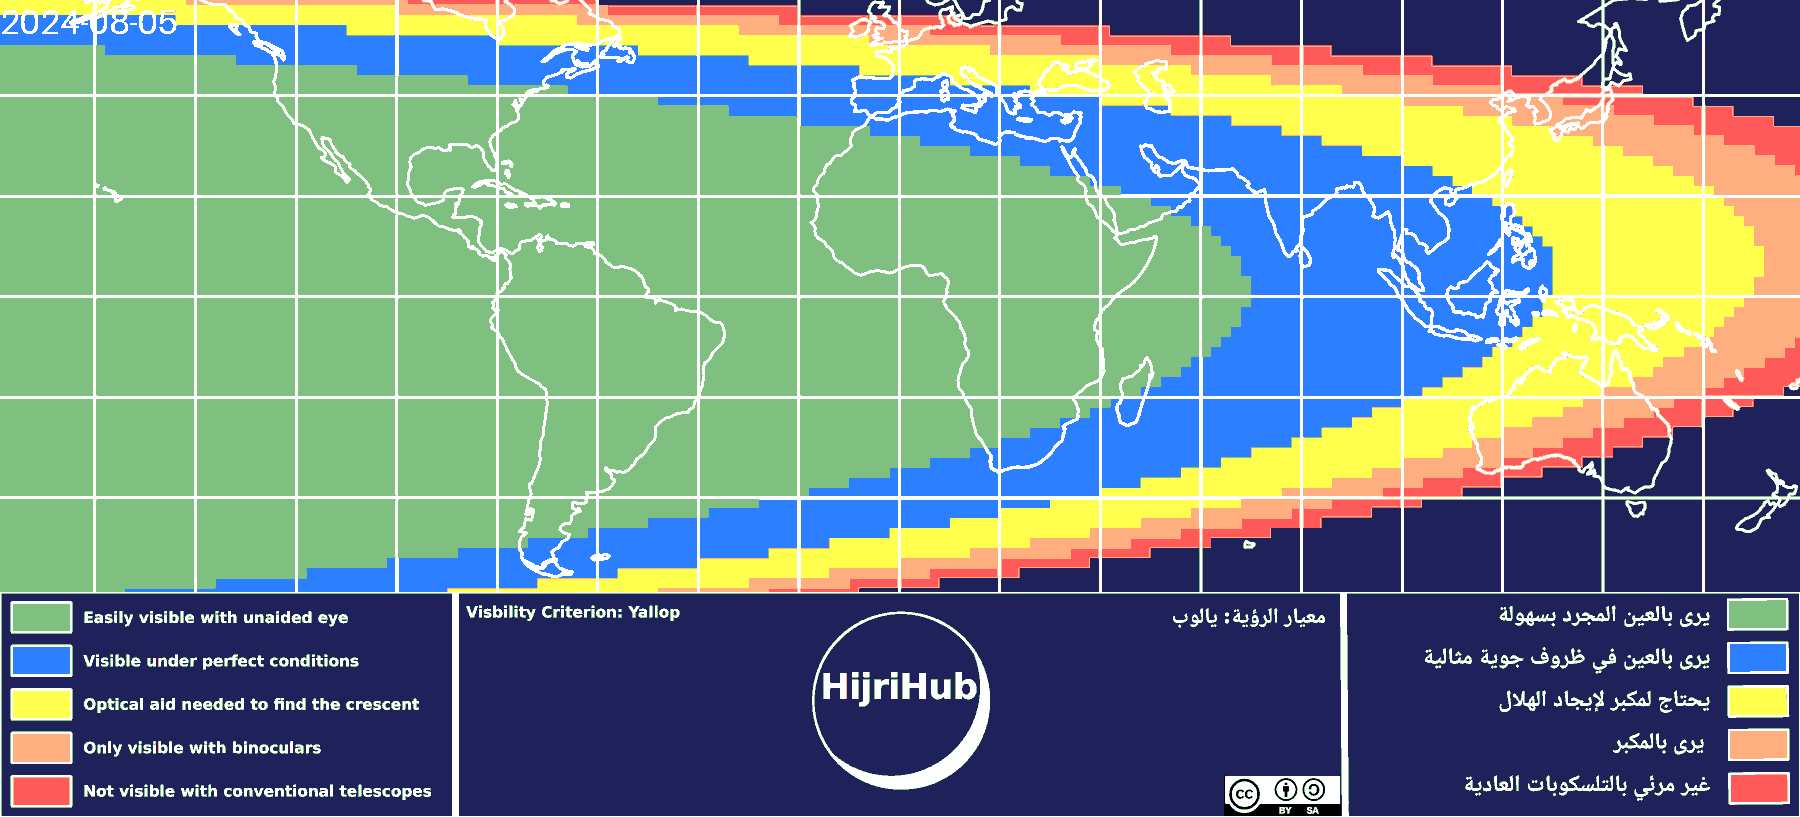 2024-08-05
Easily visible with unaided eye
Visible under perfect conditions
Optical aid needed to find the crescent
Only visible with binoculars
Not visible with conventional telescopes
Visbility Criterion: Yallop
معيار الرؤية: يالوب
HijriHub
cc
BY SA
يرى بالعين المجرد بسهولة
يرى بالعين في ظروف جوية مثالية
يحتاج لمكبر لإيجاد الهلال
يرى بالمكبر
غير مرئي بالتلسكوبات العادية